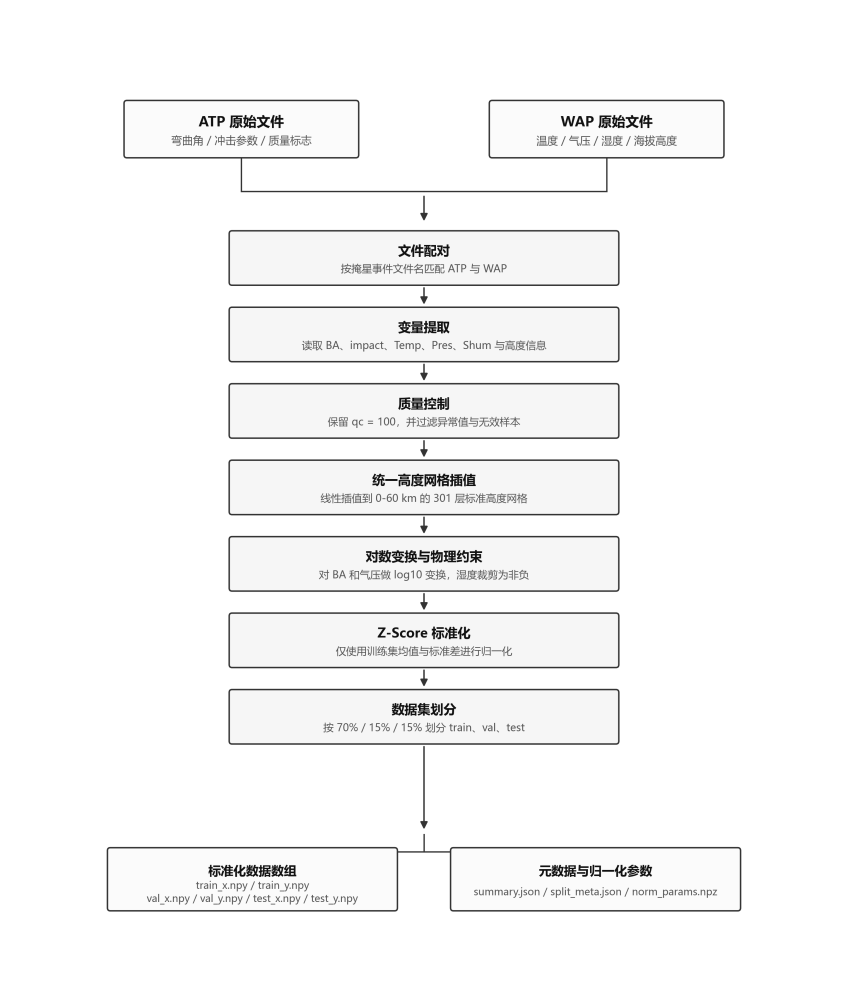 ATP 原始文件
弯曲角 / 冲击参数 / 质量标志
WAP 原始文件
温度 / 气压 / 湿度 / 海拔高度
文件配对
按掩星事件文件名匹配 ATP 与 WAP
变量提取
读取 BA、impact、Temp、Pres、Shum 与高度信息
质量控制
保留 qc = 100，并过滤异常值与无效样本
统一高度网格插值
线性插值到 0-60 km 的 301 层标准高度网格
对数变换与物理约束
对 BA 和气压做 log10 变换，湿度裁剪为非负
Z-Score 标准化
仅使用训练集均值与标准差进行归一化
数据集划分
按 70% / 15% / 15% 划分 train、val、test
标准化数据数组
train_x.npy / train_y.npy
val_x.npy / val_y.npy / test_x.npy / test_y.npy
元数据与归一化参数
summary.json / split_meta.json / norm_params.npz